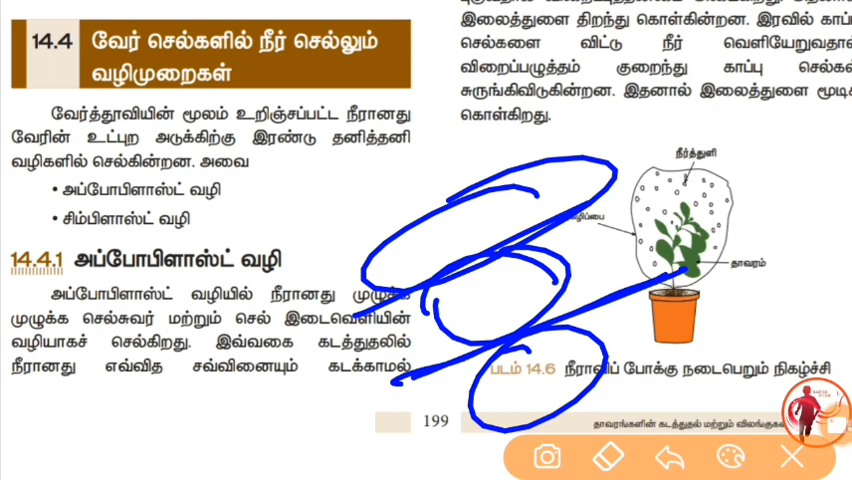 14.4 வேர் செல்களில் நீர் செல்லும்
வழிமுறைகள்
வேர்த்தூவியின் மூலம் உறிஞ்சப்பட்ட நீரானது
வேரின் உட்புற அடுக்கிற்கு இரண்டு தனித்தனி
வழிகளில் செல்கின்றன. அவை
• அப்போபிளாஸ்ட் வழி
• சிம்பிளாஸ்ட் வழி
14.4.1 அப்போபிளாஸ்ட் வழி
அப்போபிளாஸ்ட் வழியில் நீரானது முழுக்க
முழுக்க செல்சுவர் மற்றும் செல் இடைவெளியின்
வழியாகச் செல்கிறது. இவ்வகை கடத்துதலில்
நீரானது எவ்வித சவ்வினையும் கடக்காமல்
இலைத்துளை திறந்து கொள்கின்றன. இரவில்
செல்களை விட்டு நீர்
விறைப்பழுத்தம் குறைந்து காப்பு
சுருங்கிவிடுகின்றன. இதனால் இலைத்துளை
கொள்கிறது.
நீர்த்துளி
தாவரம்
படம் 14.6 நீராவிப் போக்கு நடைபெறும் நிகழ்ச்சி
199
தாவரங்களின் கடத்துதல் மற்றும்